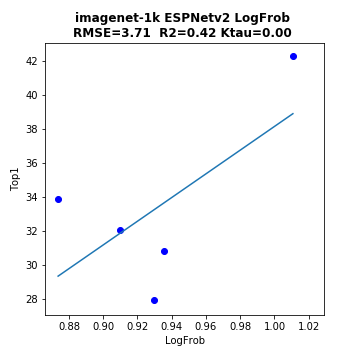 imagenet-1k ESPNetv2 LogFrob
RMSE=3.71  R2=0.42 Ktau=0.00
42
40
38
36
34
32
30
28
Top1
0.88 0.90 0.92 0.94 0.96 0.98 1.00 1.02
LogFrob